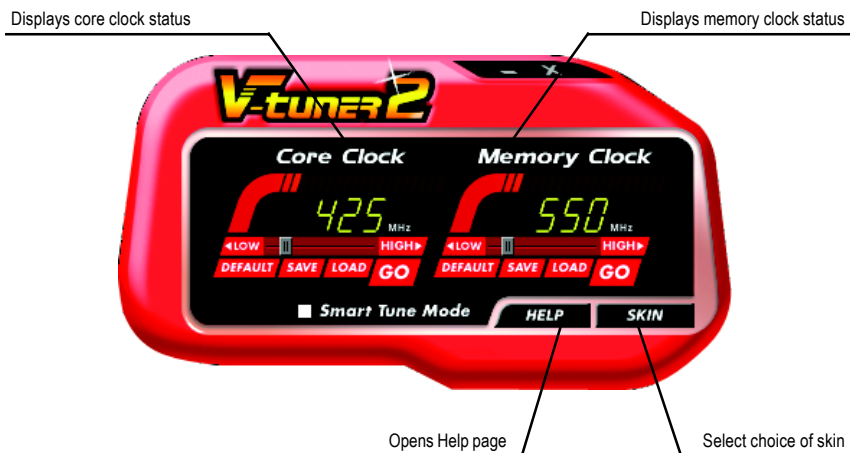 Displays core clock status
Displays memory clock status
V-tuner 2
Core Clock
Memory Clock
425 MHz
550 MHz
LOW HIGH
LOW HIGH
DEFAULT SAVE LOAD GO
DEFAULT SAVE LOAD GO
Smart Tune Mode
HELP
SKIN
Opens Help page
Select choice of skin